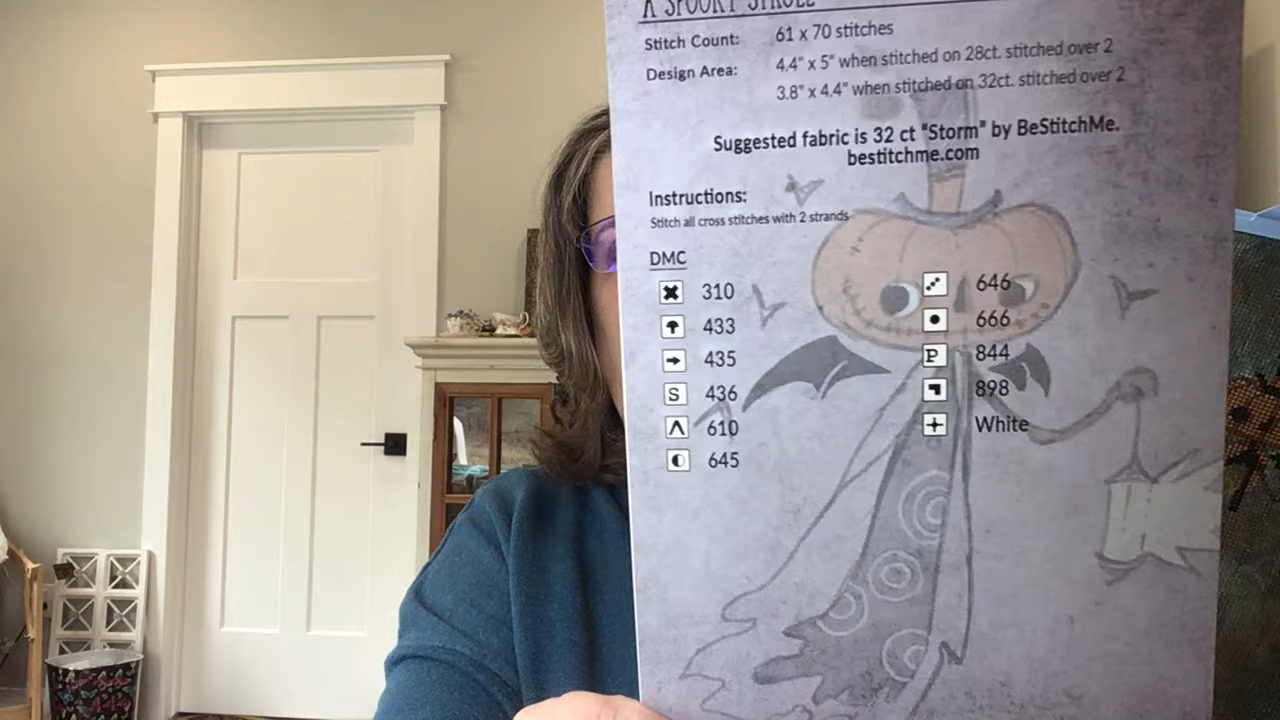 A SPOOKY STROLL
Stitch Count: 61 x 70 stitches
Design Area: 4.4" x 5" when stitched on 28ct. stitched over 2
3.8" x 4.4" when stitched on 32ct. stitched over 2
Suggested fabric is 32 ct "Storm" by BeStitchMe.
bestitchme.com
Instructions:
Stitch all cross stitches with 2 strands
DMC
310
433
435
S 436
610
645
646
666
P 844
898
White